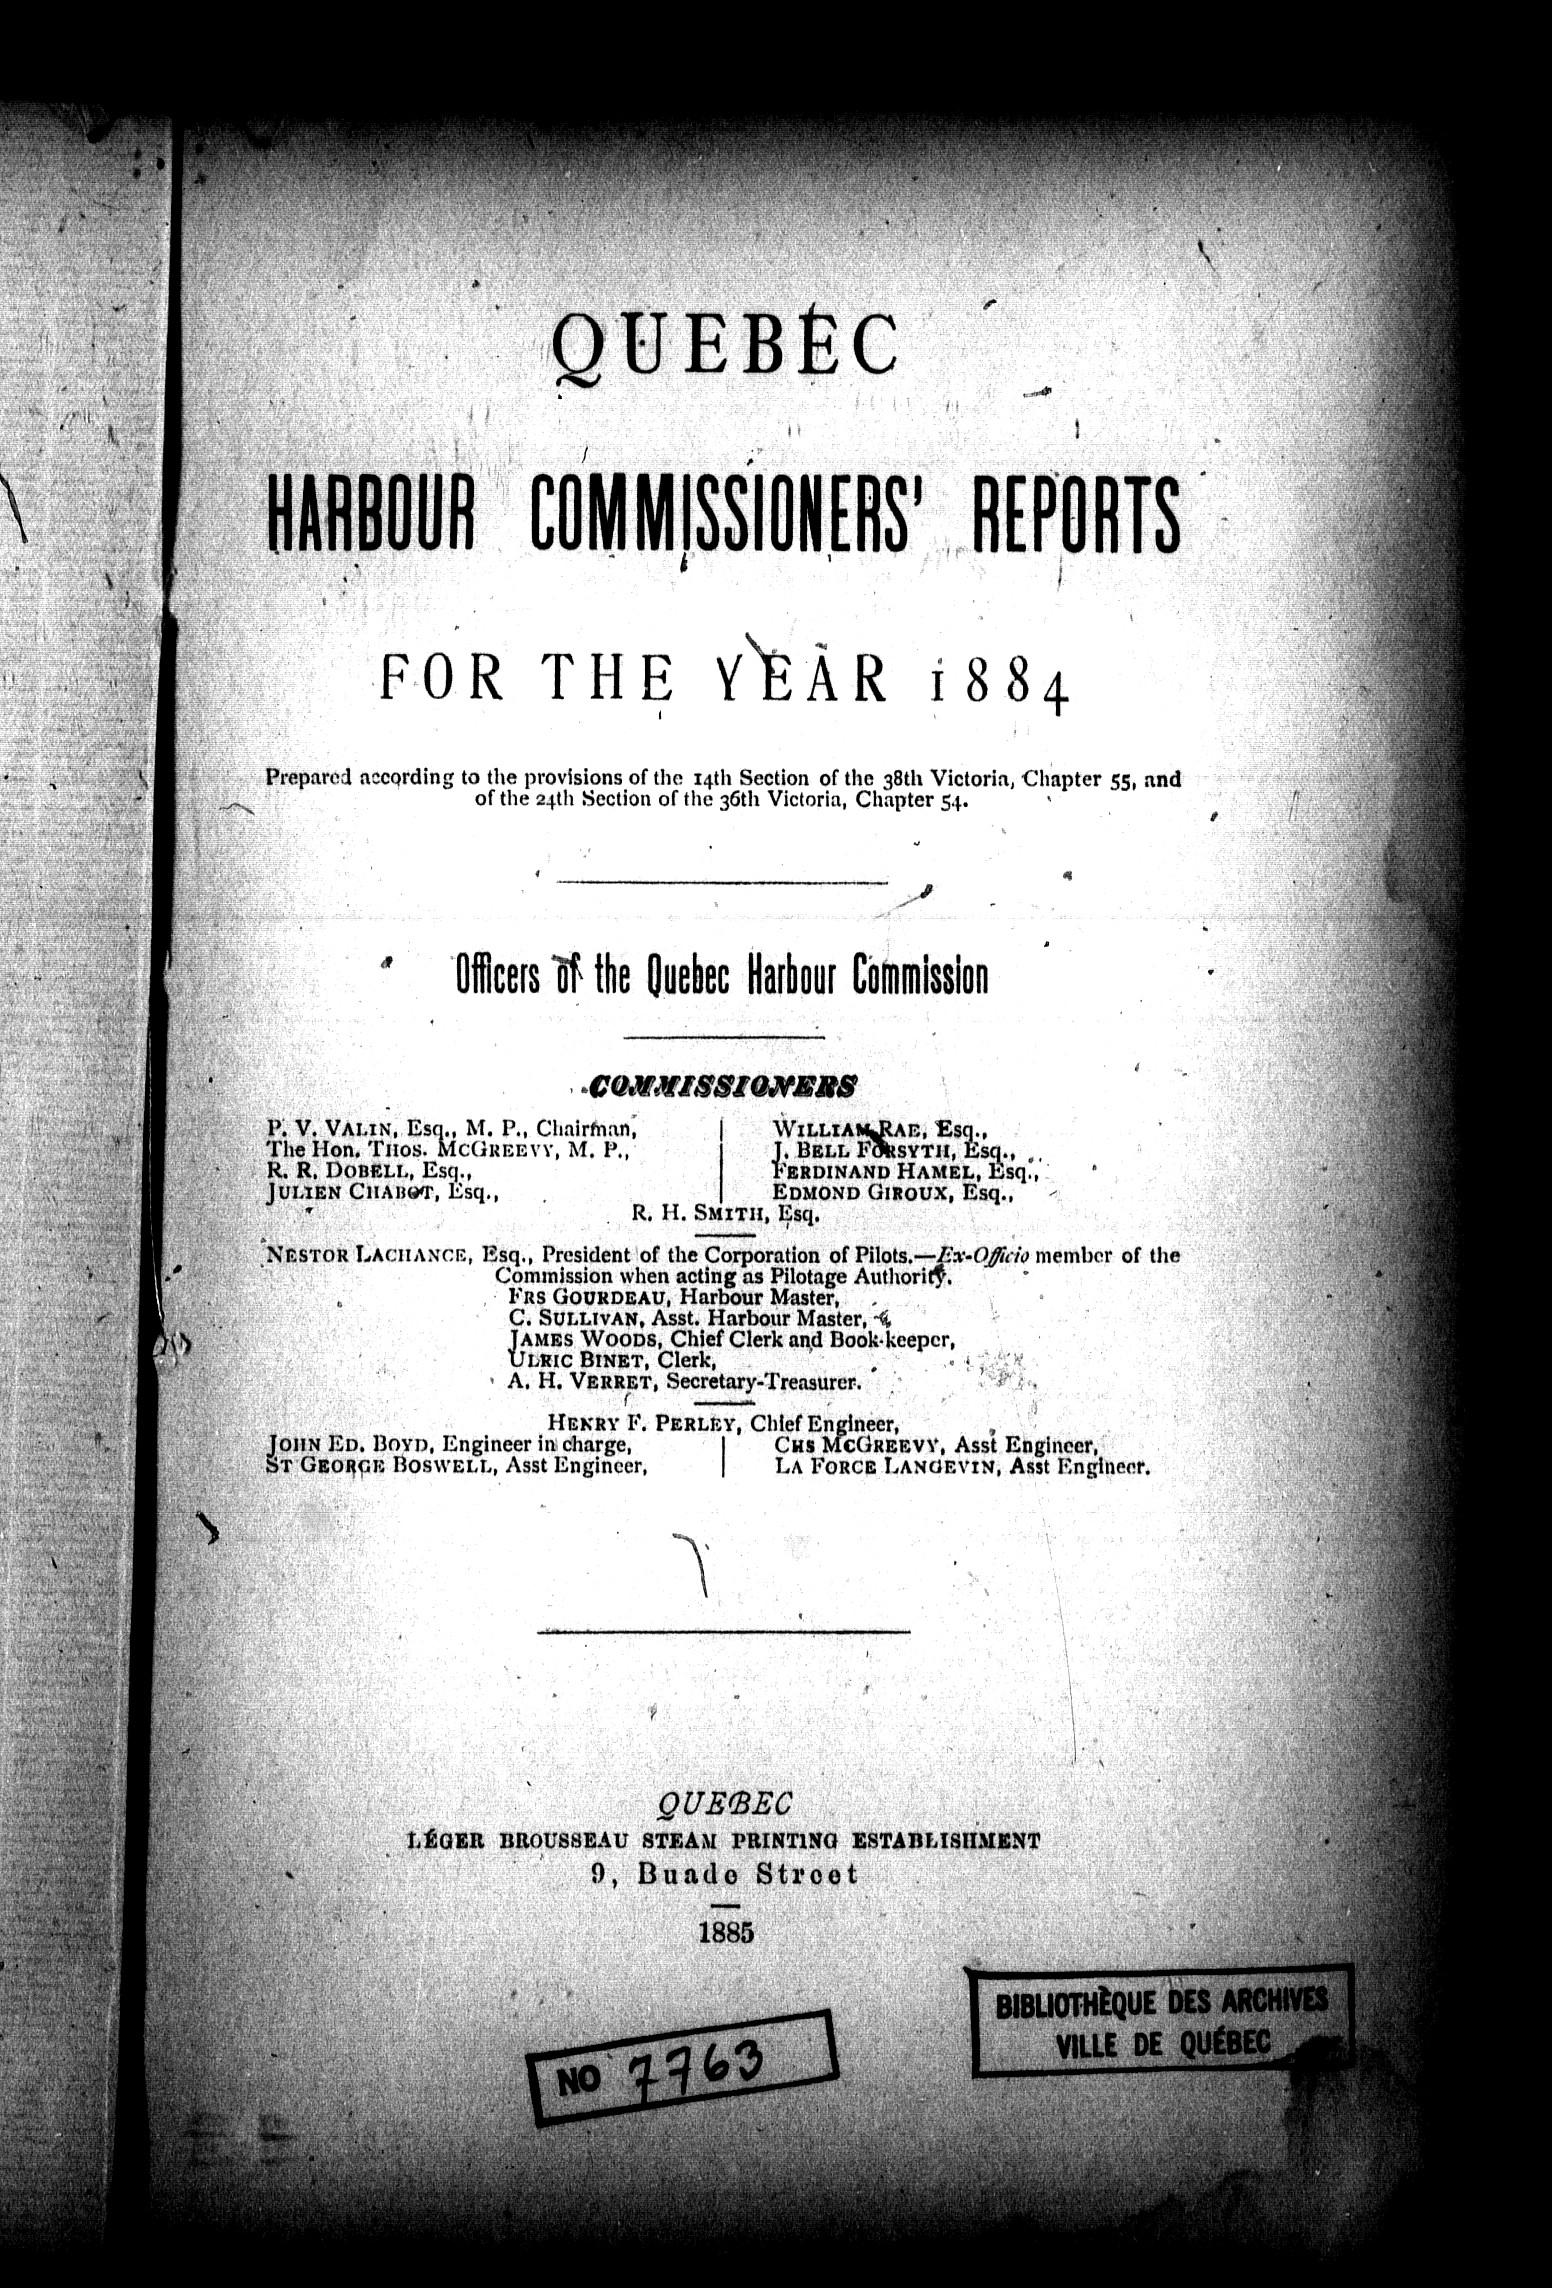 QUEBEC
HARBOUR COMMISSIONERS' REPORTS
FOR THE YEAR 1884
Prepared according to the provisions of the 14th Section of the 38th Victoria, Chapter 55, and
of the 24th Section of the 36th Victoria, Chapter 54.
Officers of the Quebec Harbour Commission
COMMISSIONERS
P. V. VALIN, Esq., M. P., Chairman,
The Hon. THOS. MCGREEVY, M. P.,
R. R. DOBELL, Esq.,
JULIEN CHABOT, Esq.,
WILLIAM RAE, Esq.,
J. BELL FORSYTH, Esq.,
FERDINAND HAMEL, Esq.,
EDMOND GIROUX, Esq.,
R. H. SMITH, Esq.
NESTOR LACHANCE, Esq., President of the Corporation of Pilots.—Ex-Officio member of the
Commission when acting as Pilotage Authority.
FRS GOURDEAU, Harbour Master,
C. SULLIVAN, Asst. Harbour Master,
JAMES WOODS, Chief Clerk and Book-keeper,
ULRIC BINET, Clerk,
A. H. VERRET, Secretary-Treasurer.
HENRY F. PERLEY, Chief Engineer,
JOHN ED. BOYD, Engineer in charge,
ST GEORGE BOSWELL, Asst Engineer,
CHS MCGREEVY, Asst Engineer,
LA FORCE LANGEVIN, Asst Engineer.
QUEBEC
LÉGER BROUSSEAU STEAM PRINTING ESTABLISHMENT
9, Buade Street
1885
BIBLIOTHÈQUE DES ARCHIVES
VILLE DE QUÉBEC
NO 7763